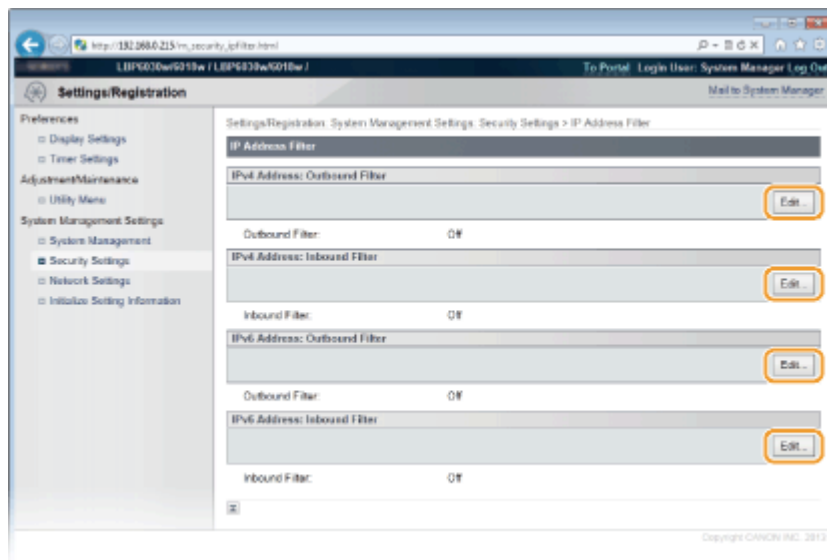 http://192.168.0.215/m_security_ipfilter.html
LBP6030w/6018w / LBP6030w/6018w /
To Portal Login User: System Manager Log Out
Settings/Registration
Mail to System Manager
Preferences
Display Settings
Timer Settings
Adjustment/Maintenance
Utility Menu
System Management Settings
System Management
Security Settings
Network Settings
Initialize Setting Information
Settings/Registration: System Management Settings: Security Settings > IP Address Filter
IP Address Filter
IPv4 Address: Outbound Filter
Edit...
Outbound Filter: Off
IPv4 Address: Inbound Filter
Edit...
Inbound Filter: Off
IPv6 Address: Outbound Filter
Edit...
Outbound Filter: Off
IPv6 Address: Inbound Filter
Edit...
Inbound Filter: Off
Copyright CANON INC. 2013